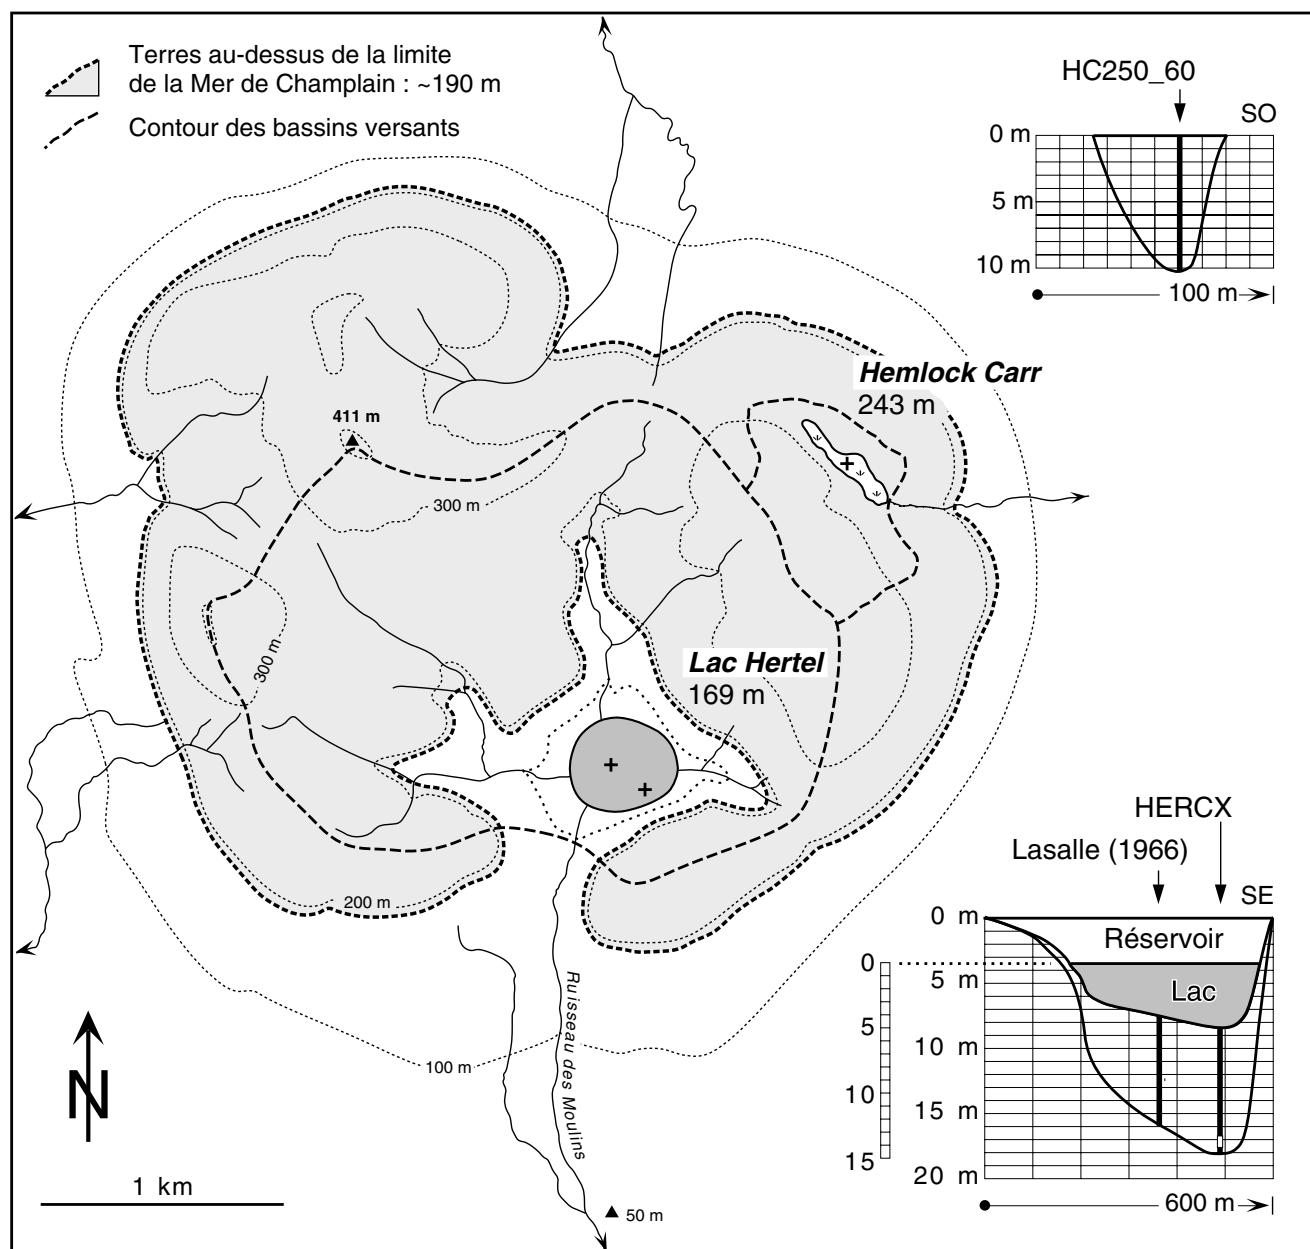 Terres au-dessus de la limite
de la Mer de Champlain : ~190 m
Contour des bassins versants
HC250_60
SO
0 m
5 m
10 m
100 m
Hemlock Carr
243 m
411 m
300 m
300 m
Lac Hertel
169 m
200 m
100 m
Ruisseau des Moulins
50 m
N
1 km
HERCX
Lasalle (1966)
SE
0 m
Réservoir
0
5 m
Lac
5
10 m
10
15 m
15
20 m
600 m